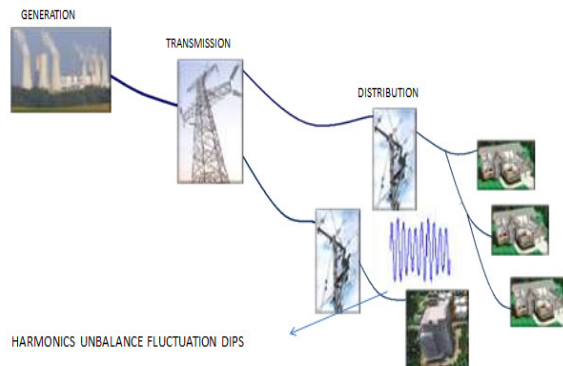 GENERATION
TRANSMISSION
DISTRIBUTION
HARMONICS UNBALANCE FLUCTUATION DIPS